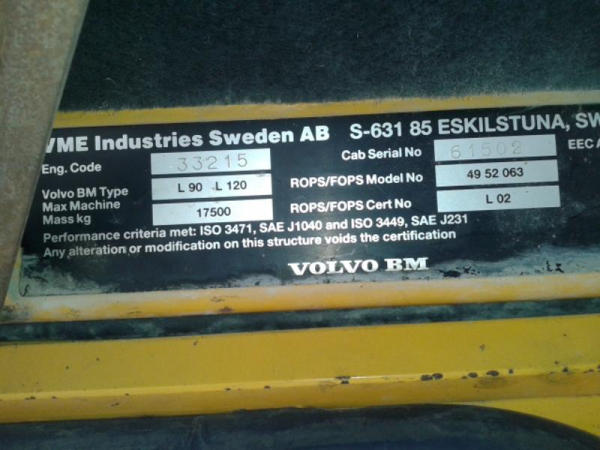 VME Industries Sweden AB S-631 85 ESKILSTUNA, SW
Eng. Code 33215 Cab Serial No 61502 EEC A
Volvo BM Type L 90 L 120 ROPS/FOPS Model No 49 52 063
Max Machine
Mass kg 17500 ROPS/FOPS Cert No L 02
Performance criteria met: ISO 3471, SAE J1040 and ISO 3449, SAE J231
Any alteration or modification on this structure voids the certification
VOLVO BM